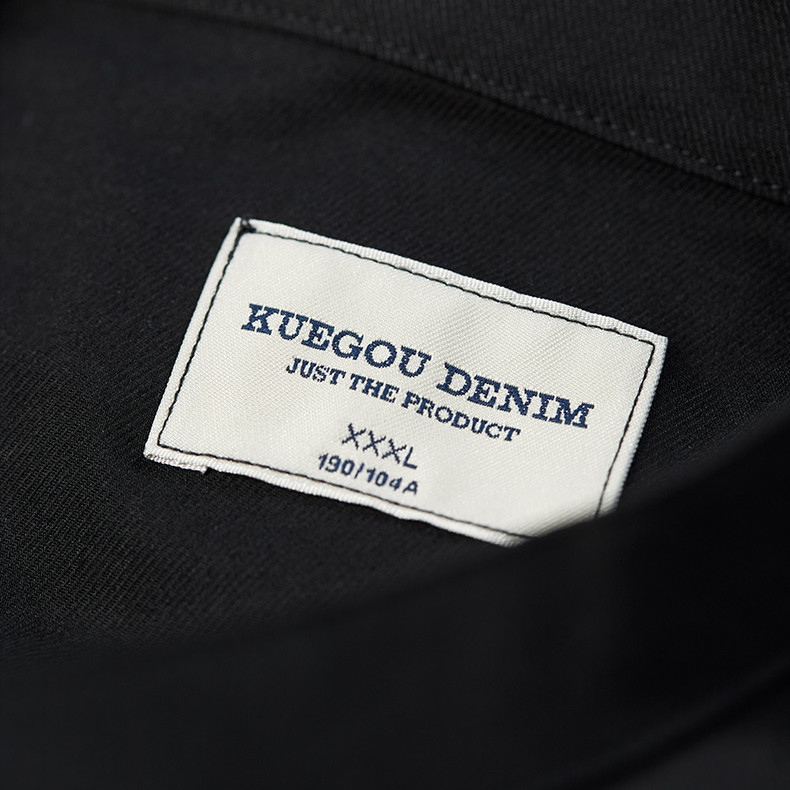 KUEGOU DENIM
JUST THE PRODUCT
XXXL
190/104A